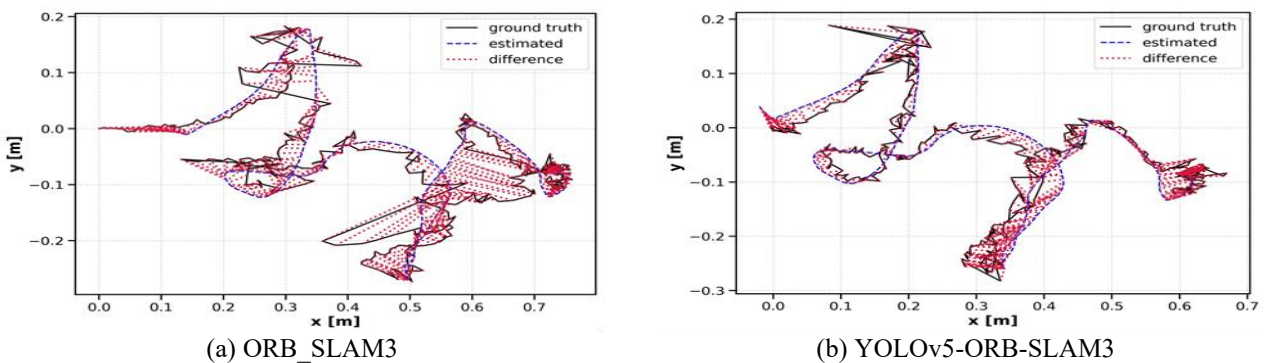 0.2
0.1
0.0
−0.1
−0.2
y [m]
ground truth
estimated
difference
0.0 0.1 0.2 0.3 0.4 0.5 0.6 0.7
x [m]
(a) ORB_SLAM3
0.2
0.1
0.0
−0.1
−0.2
−0.3
y [m]
ground truth
estimated
difference
0.0 0.1 0.2 0.3 0.4 0.5 0.6 0.7
x [m]
(b) YOLOv5-ORB-SLAM3